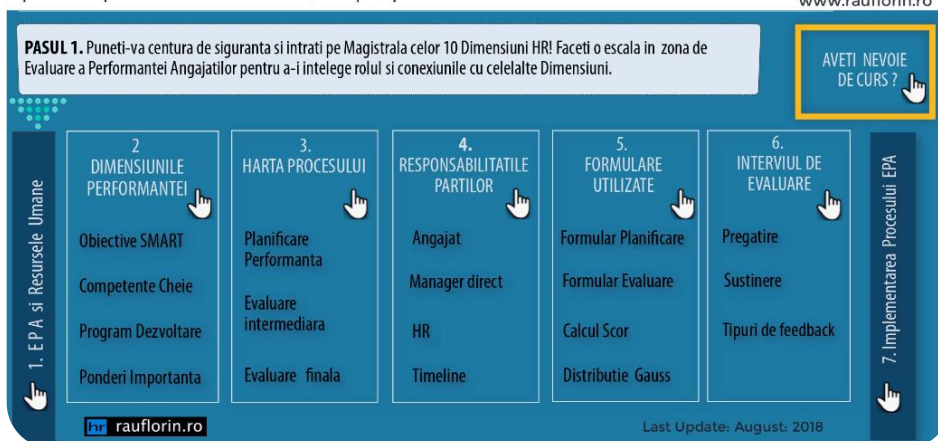 www.rauflorin.ro
PASUL 1. Puneti-va centura de siguranta si intrati pe Magistrala celor 10 Dimensiuni HR! Faceti o escala in zona de
Evaluare a Performantei Angajatilor pentru a-i intelege rolul si conexiunile cu celelalte Dimensiuni.
AVETI NEVOIE
DE CURS ?
1. E P A si Resursele Umane
2
DIMENSIUNILE
PERFORMANTEI
Obiective SMART
Competente Cheie
Program Dezvoltare
Ponderi Importanta
3.
HARTA PROCESULUI
Planificare
Performanta
Evaluare
intermediara
Evaluare finala
4.
RESPONSABILITATILE
PARTILOR
Angajat
Manager direct
HR
Timeline
5.
FORMULARE
UTILIZATE
Formular Planificare
Formular Evaluare
Calcul Scor
Distributie Gauss
6.
INTERVIUL DE
EVALUARE
Pregatire
Sustinere
Tipuri de feedback
7. Implementarea Procesului EPA
hr rauflorin.ro
Last Update: August: 2018